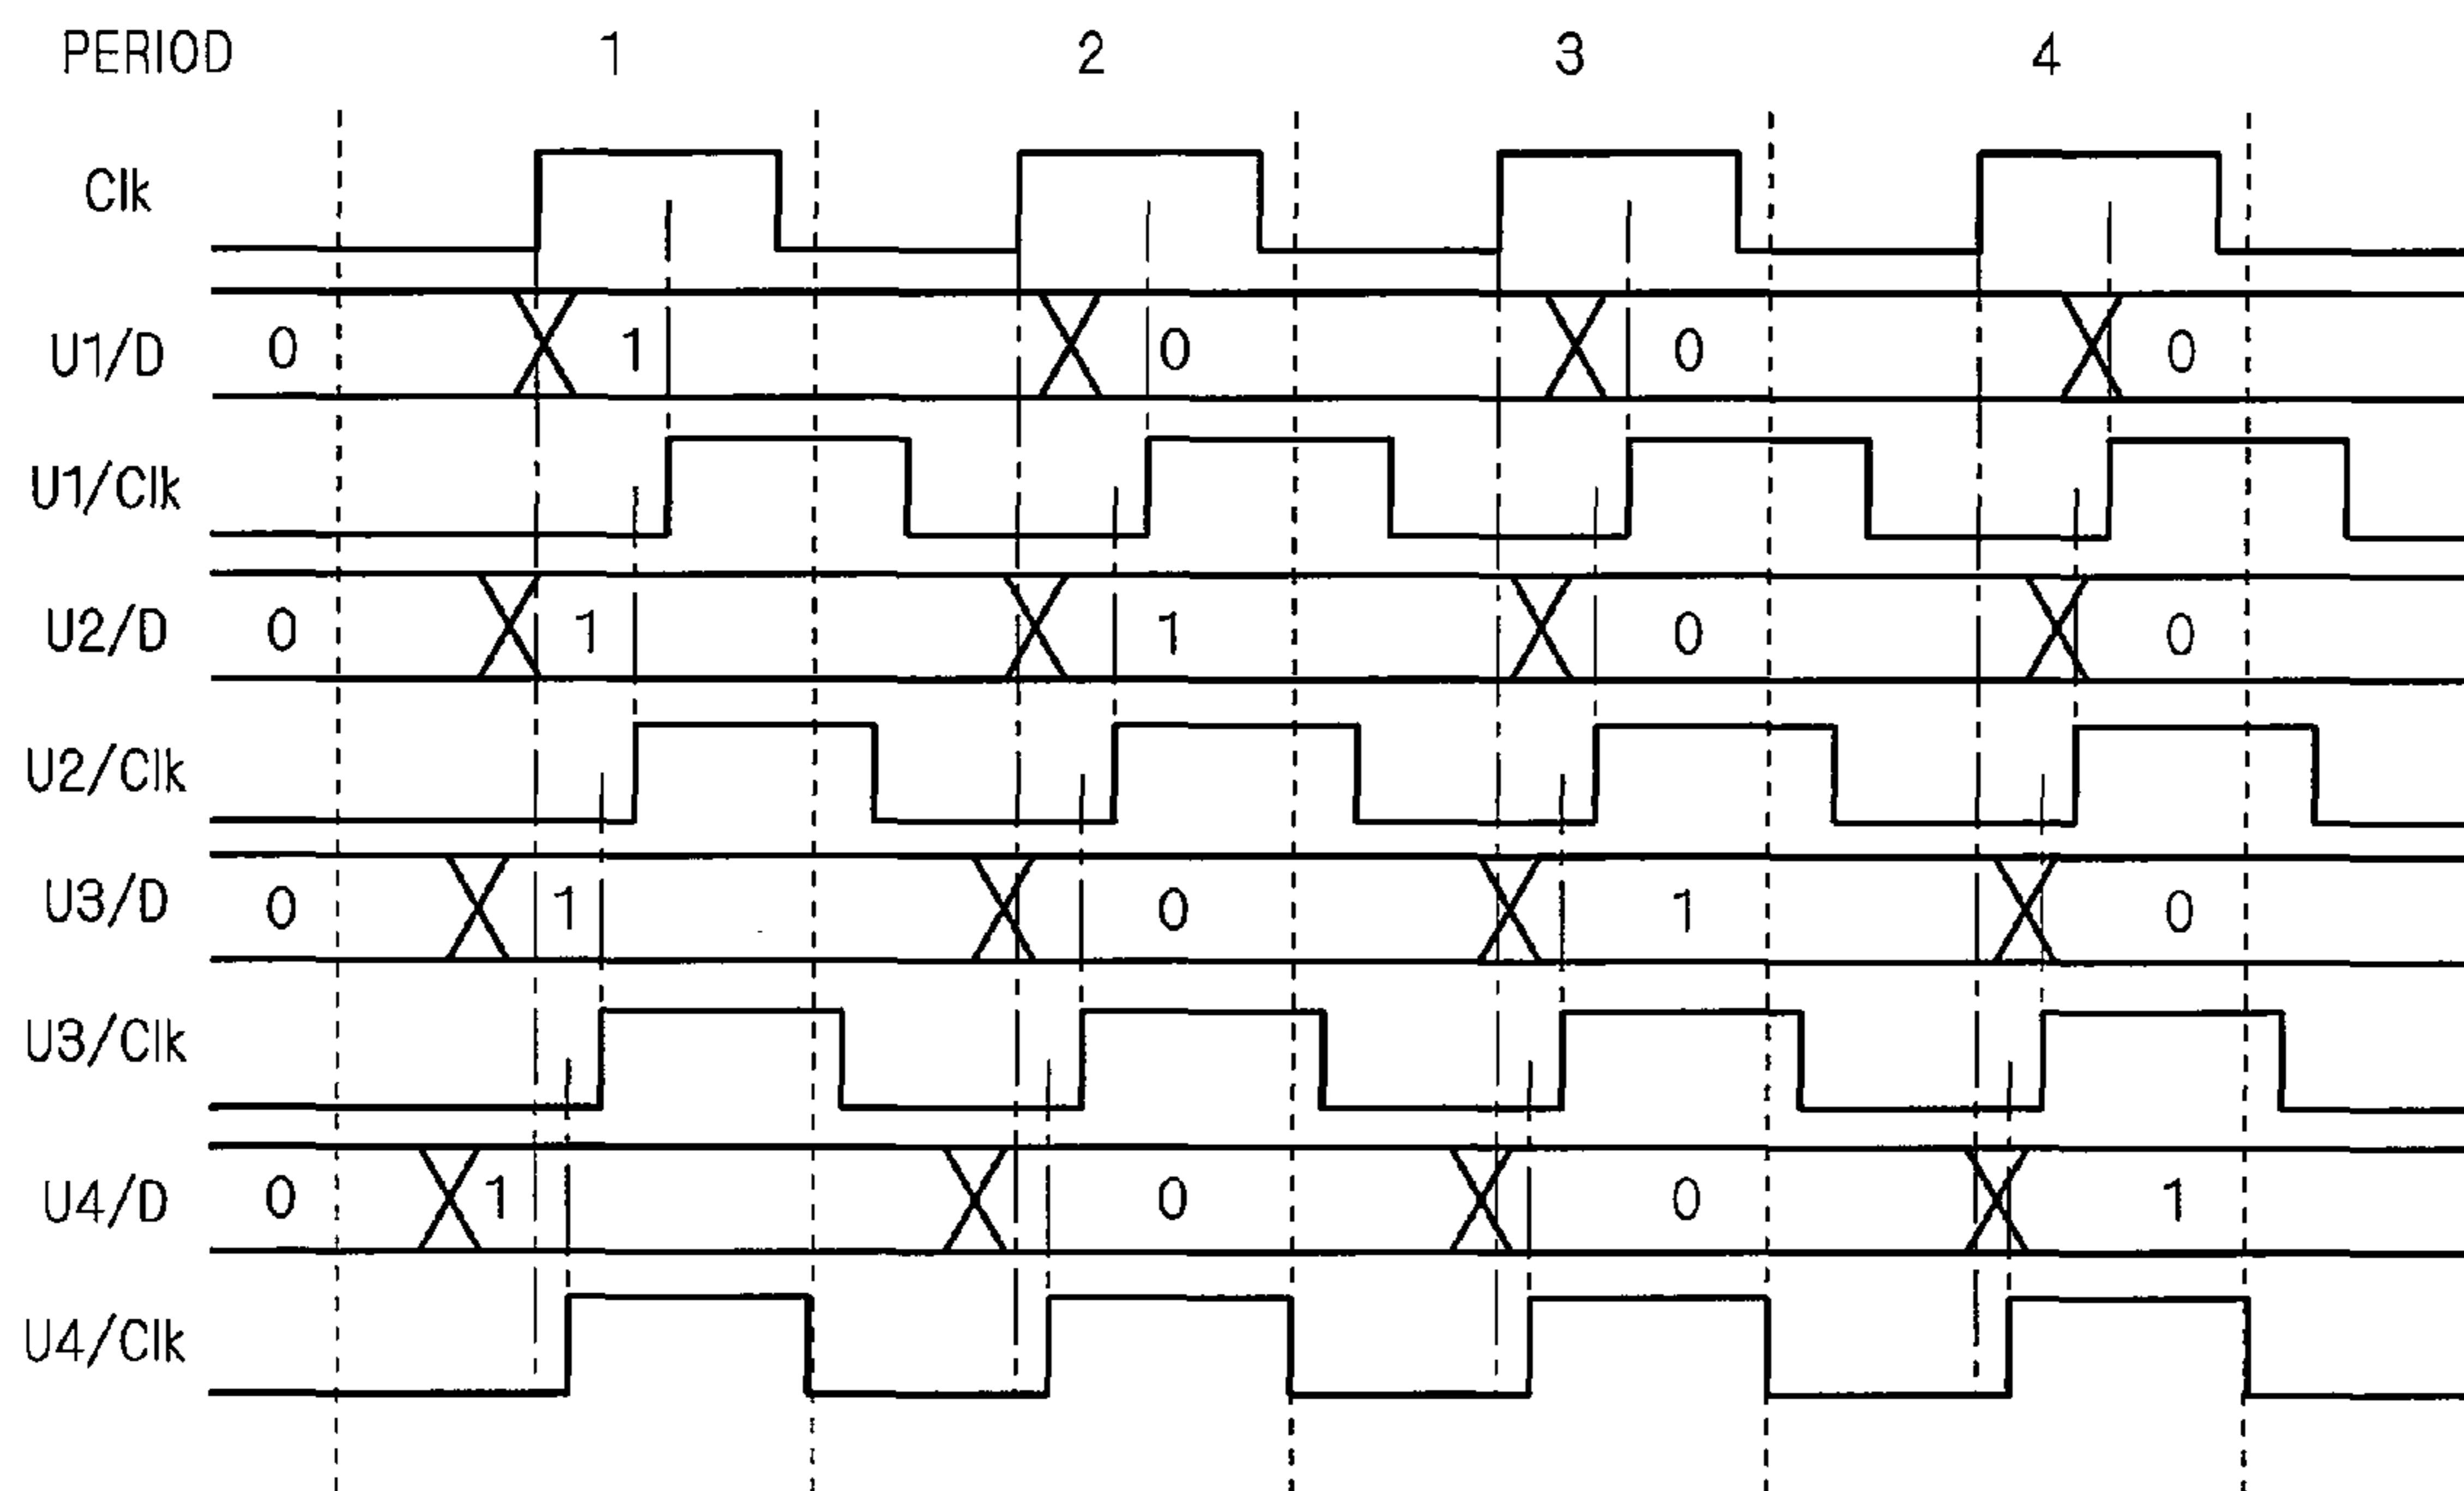 PERIOD 1 2 3 4
Clk
U1/D 0 1 0 0 0
U1/Clk
U2/D 0 1 1 0 0
U2/Clk
U3/D 0 1 0 1 0
U3/Clk
U4/D 0 1 0 0 1
U4/Clk